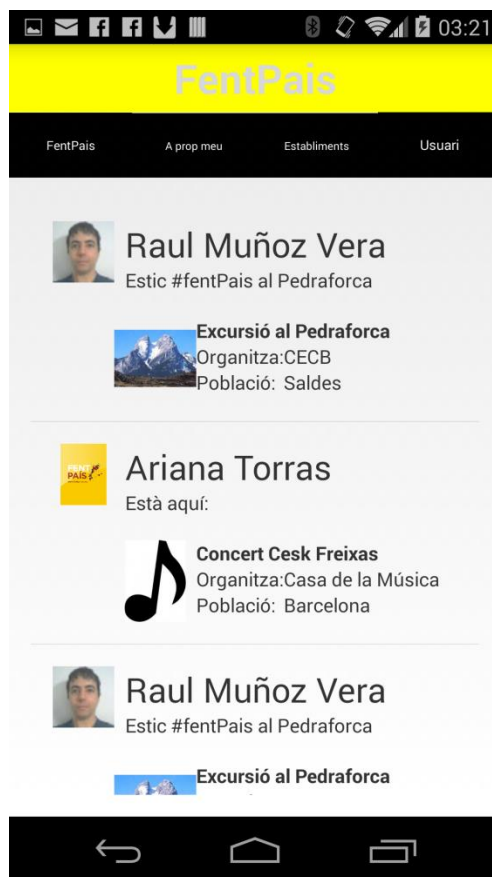 03:21
FentPais
FentPais A prop meu Establiments Usuari
Raul Muñoz Vera
Estic #fentPais al Pedraforca
Excursió al Pedraforca
Organitza:CECB
Població: Saldes
FENT
PAÍS
Ariana Torras
Està aquí:
Concert Cesk Freixas
Organitza:Casa de la Música
Població: Barcelona
Raul Muñoz Vera
Estic #fentPais al Pedraforca
Excursió al Pedraforca